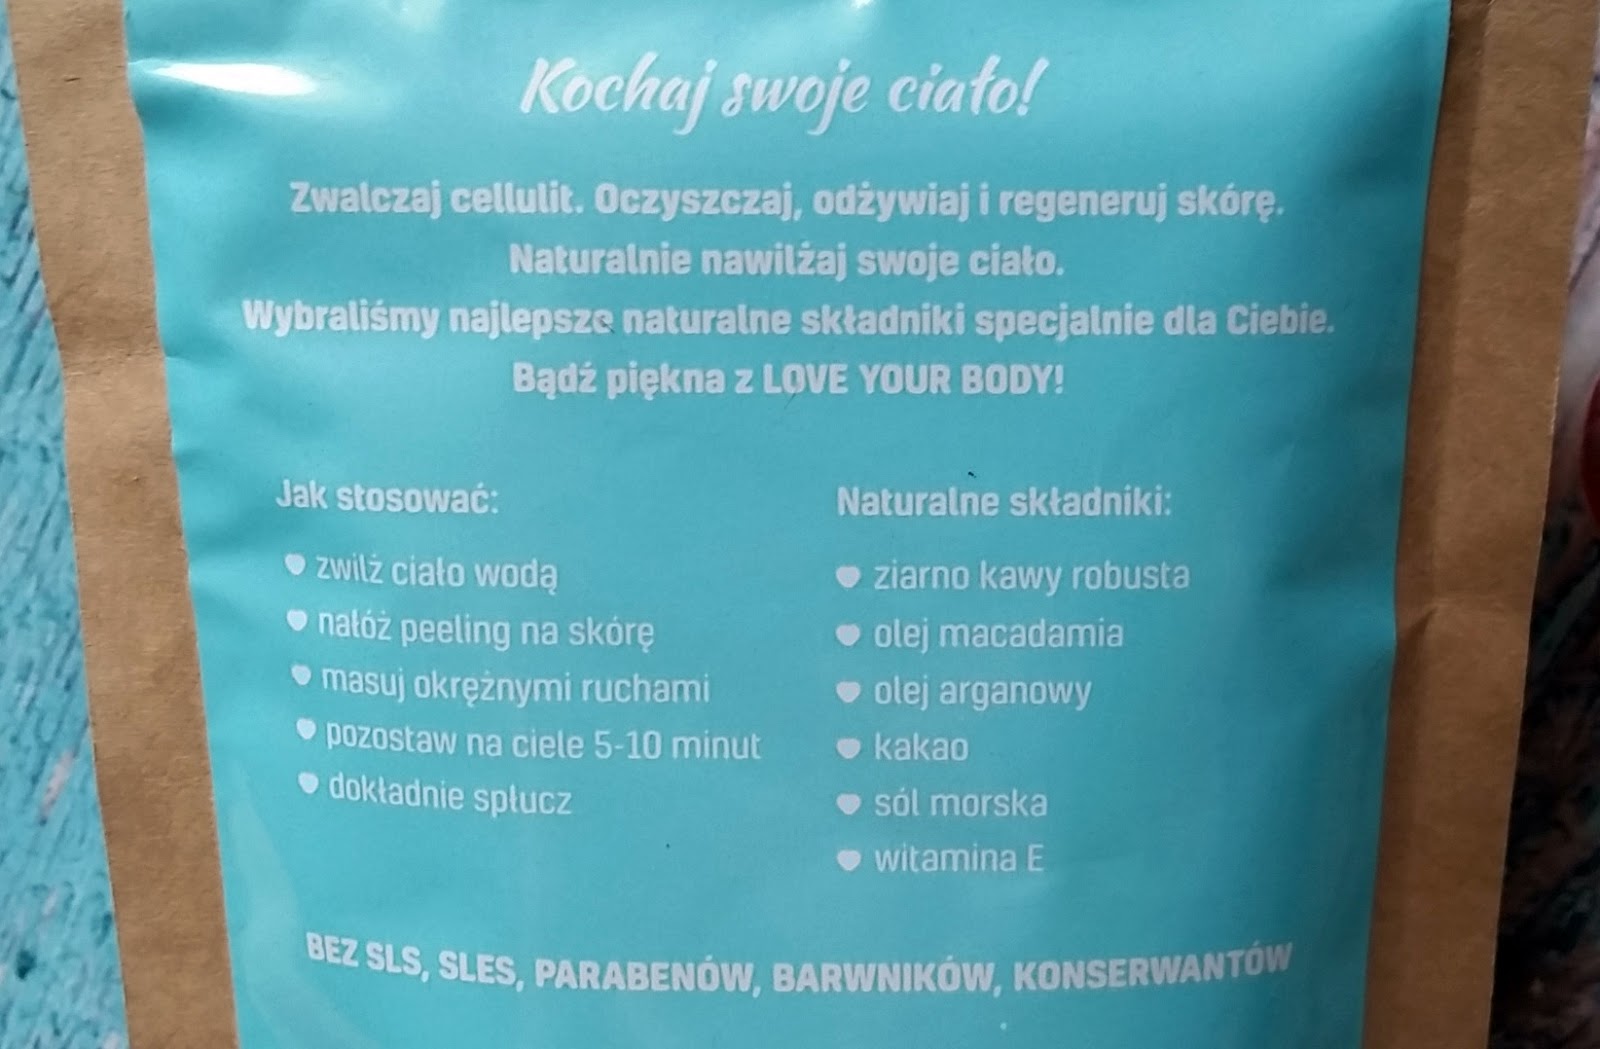 Kochaj swoje ciało!
Zwalczaj cellulit. Oczyszczaj, odżywiaj i regeneruj skórę.
Naturalnie nawilżaj swoje ciało.
Wybraliśmy najlepsze naturalne składniki specjalnie dla Ciebie.
Bądź piękna z LOVE YOUR BODY!
Jak stosować:
zwilż ciało wodą
nałóż peeling na skórę
masuj okrężnymi ruchami
pozostaw na ciele 5-10 minut
dokładnie spłucz
Naturalne składniki:
ziarno kawy robusta
olej macadamia
olej arganowy
kakao
sól morska
witamina E
BEZ SLS, SLES, PARABENÓW, BARWNIKÓW, KONSERWANTÓW